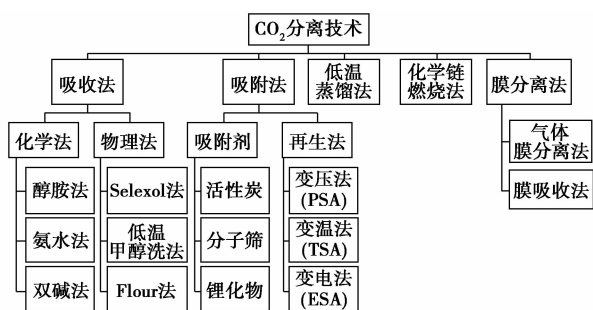 CO₂分离技术
吸收法
吸附法
低温
蒸馏法
化学链
燃烧法
膜分离法
化学法
物理法
吸附剂
再生法
气体
膜分离法
膜吸收法
醇胺法
氨水法
双碱法
Selexol法
低温
甲醇洗法
Flour法
活性炭
分子筛
锂化物
变压法
(PSA)
变温法
(TSA)
变电法
(ESA)